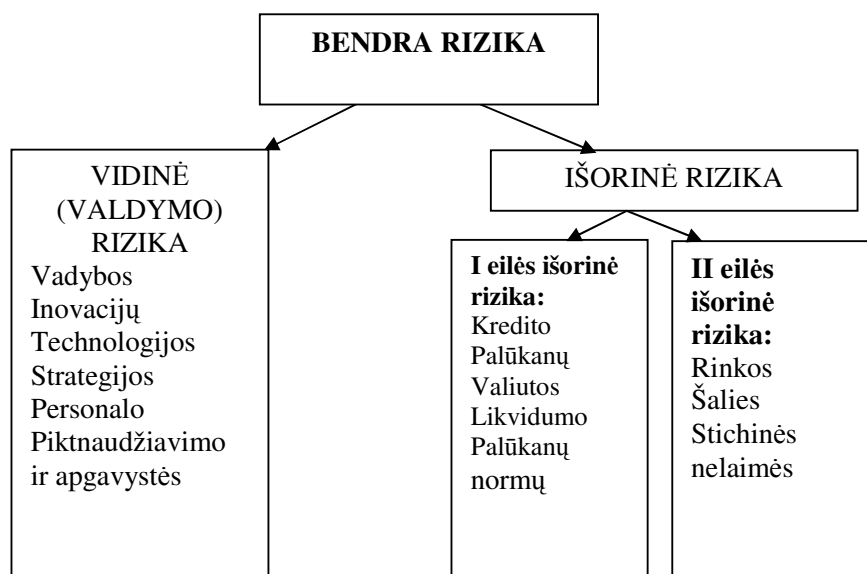 BENDRA RIZIKA
VIDINĖ
(VALDYMO)
RIZIKA
Vadybos
Inovacijų
Technologijos
Strategijos
Personalo
Piktnaudžiavimo
ir apgavystės
IŠORINĖ RIZIKA
I eilės išorinė
rizika:
Kredito
Palūkanų
Valiutos
Likvidumo
Palūkanų
normų
II eilės
išorinė
rizika:
Rinkos
Šalies
Stichinės
nelaimės